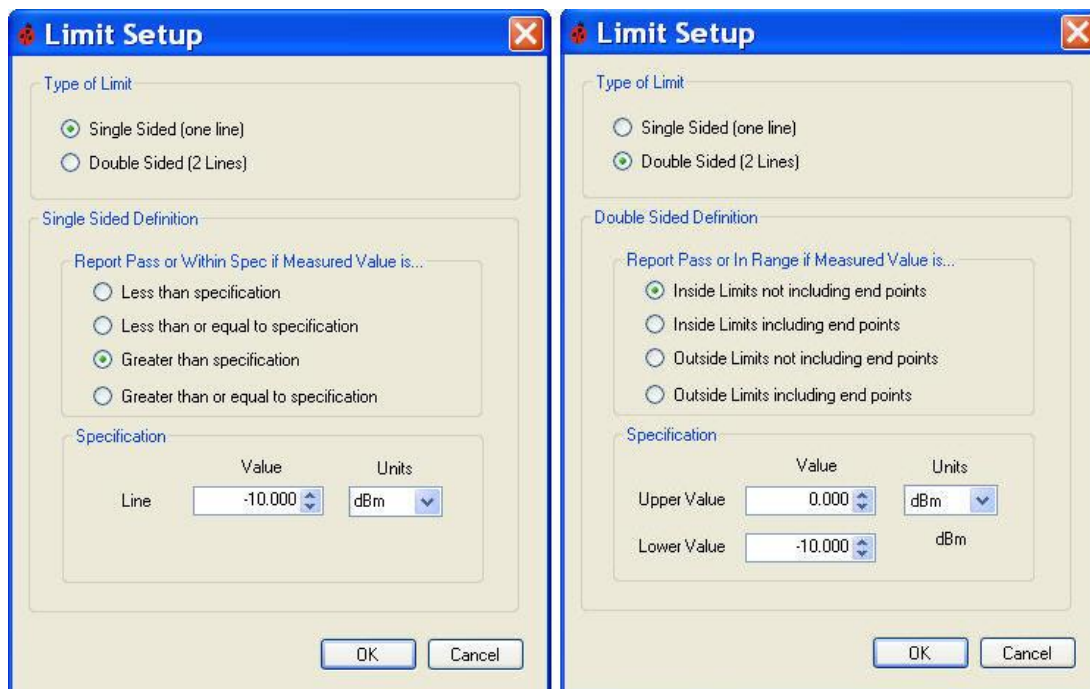 Limit Setup
Type of Limit
Single Sided (one line)
Double Sided (2 Lines)
Single Sided Definition
Report Pass or Within Spec if Measured Value is...
Less than specification
Less than or equal to specification
Greater than specification
Greater than or equal to specification
Specification
Value Units
Line -10.000 dBm
OK Cancel
Limit Setup
Type of Limit
Single Sided (one line)
Double Sided (2 Lines)
Double Sided Definition
Report Pass or In Range if Measured Value is...
Inside Limits not including end points
Inside Limits including end points
Outside Limits not including end points
Outside Limits including end points
Specification
Value Units
Upper Value 0.000 dBm
Lower Value -10.000 dBm
OK Cancel